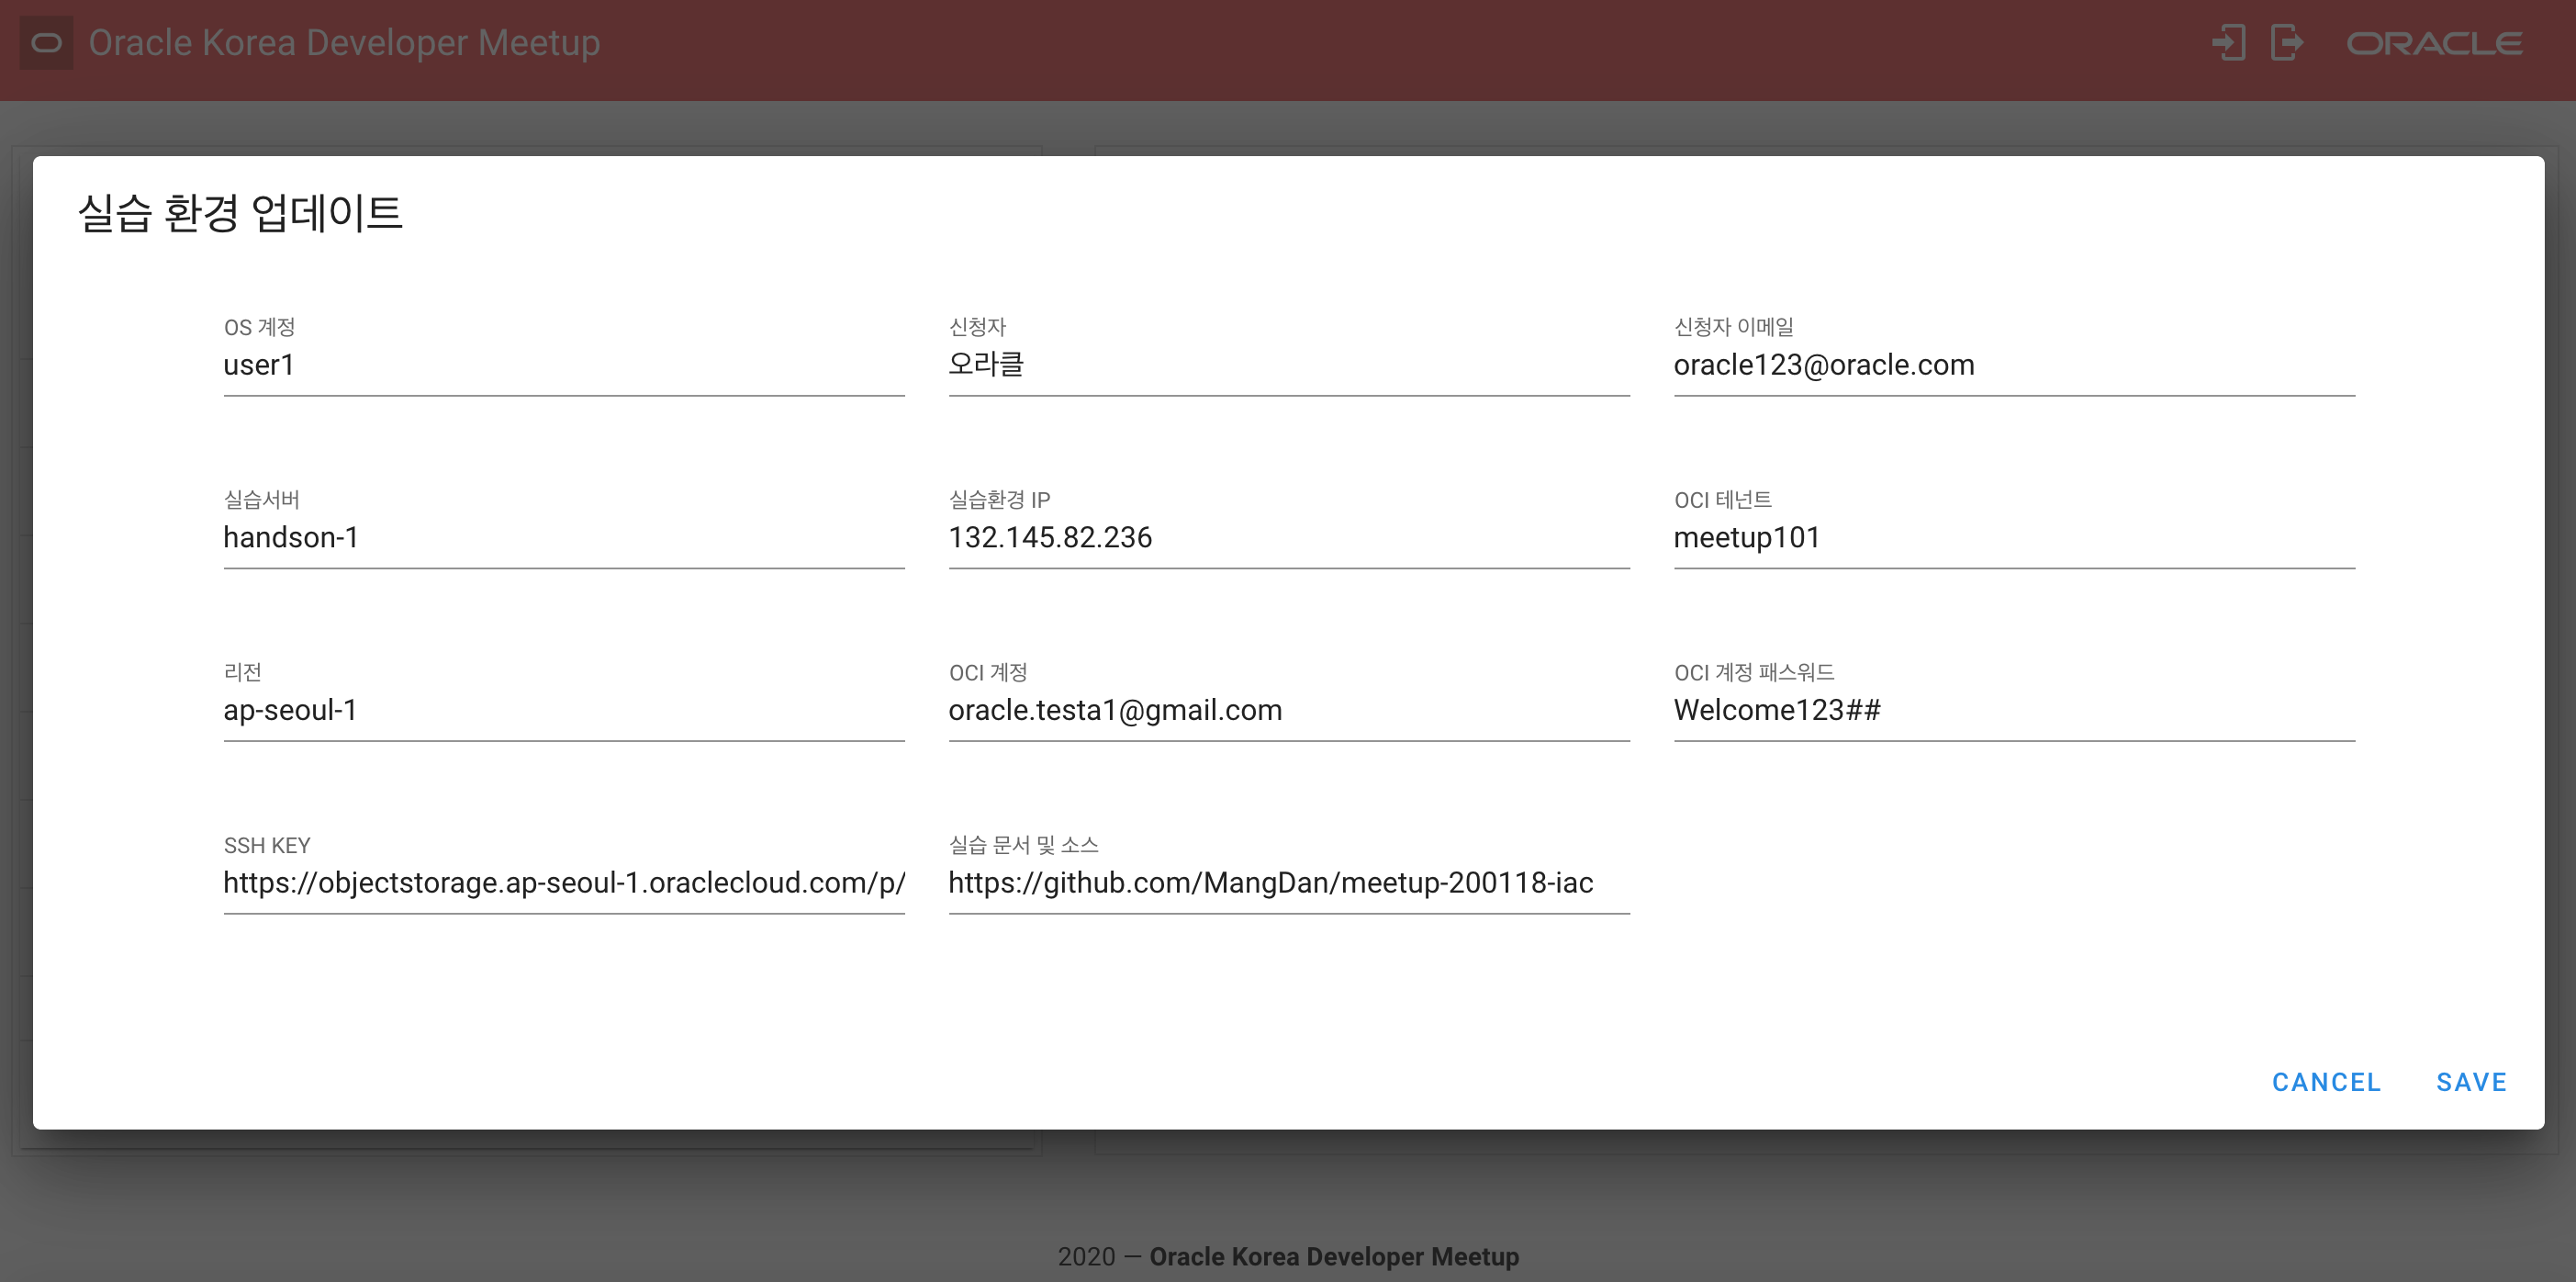 Oracle Korea Developer Meetup
ORACLE
실습 환경 업데이트
OS 계정
user1
신청자
오라클
신청자 이메일
oracle123@oracle.com
실습서버
handson-1
실습환경 IP
132.145.82.236
OCI 테넌트
meetup101
리전
ap-seoul-1
OCI 계정
oracle.testa1@gmail.com
OCI 계정 패스워드
Welcome123##
SSH KEY
https://objectstorage.ap-seoul-1.oraclecloud.com/p/
실습 문서 및 소스
https://github.com/MangDan/meetup-200118-iac
CANCEL
SAVE
2020 — Oracle Korea Developer Meetup